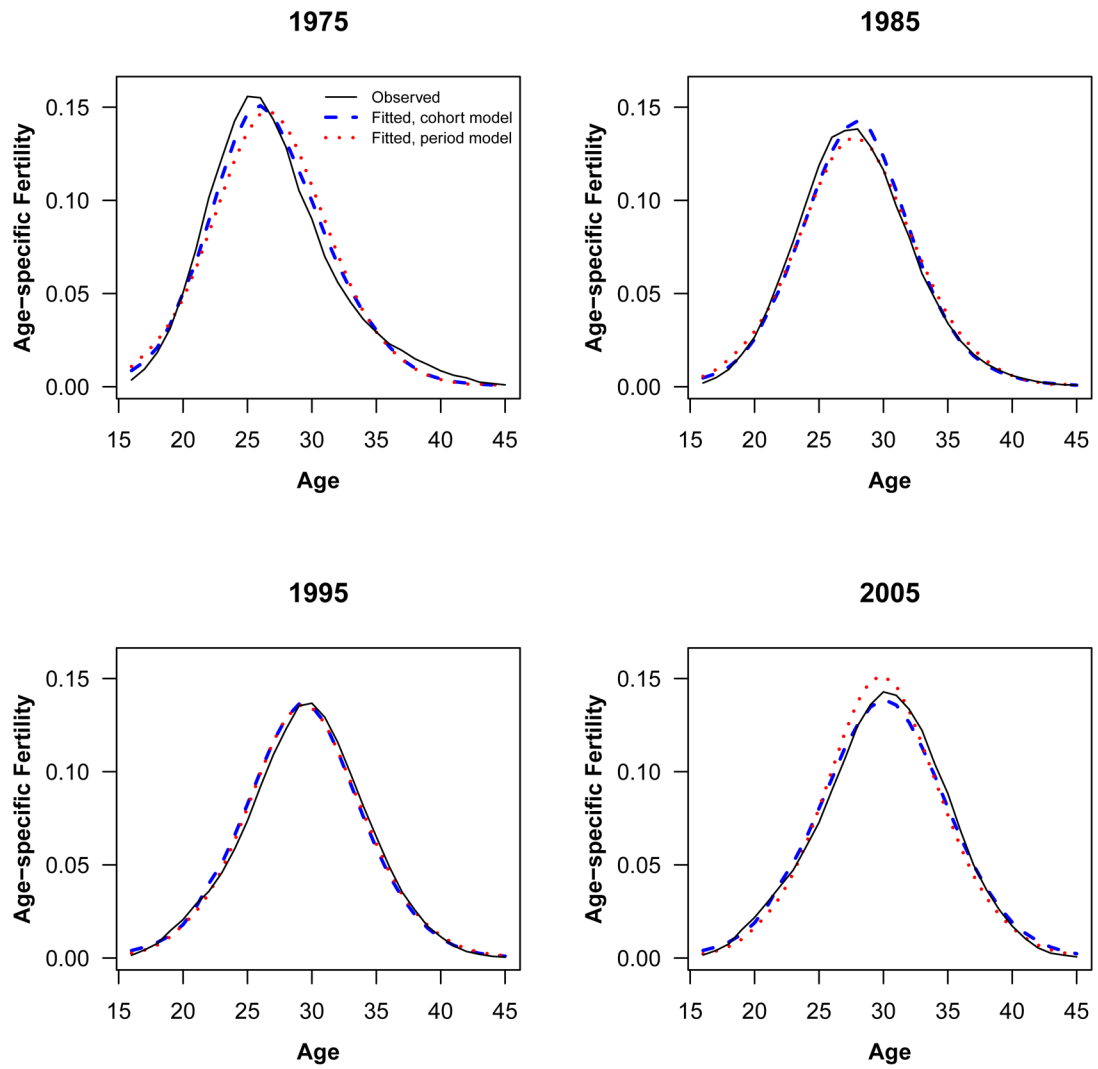 1975
Age-specific Fertility
0.15
0.10
0.05
0.00
Observed
Fitted, cohort model
Fitted, period model
15 20 25 30 35 40 45
Age
1985
Age-specific Fertility
0.15
0.10
0.05
0.00
15 20 25 30 35 40 45
Age
1995
Age-specific Fertility
0.15
0.10
0.05
0.00
15 20 25 30 35 40 45
Age
2005
Age-specific Fertility
0.15
0.10
0.05
0.00
15 20 25 30 35 40 45
Age